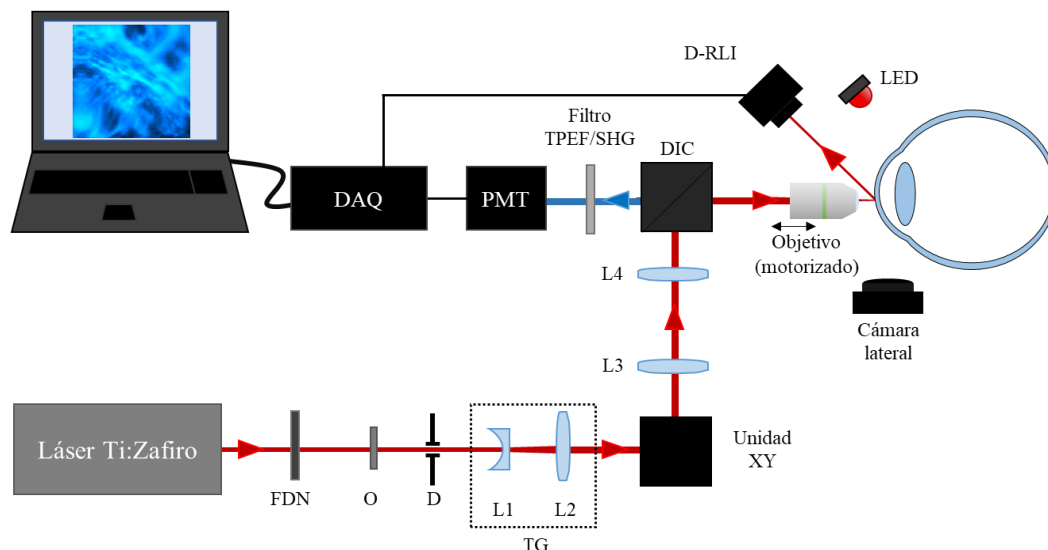 D-RLI
LED
Filtro
TPEF/SHG
DIC
DAQ
PMT
Objetivo
(motorizado)
L4
Cámara
lateral
L3
Láser Ti:Zafiro
Unidad
XY
FDN
O
D
L1
L2
TG